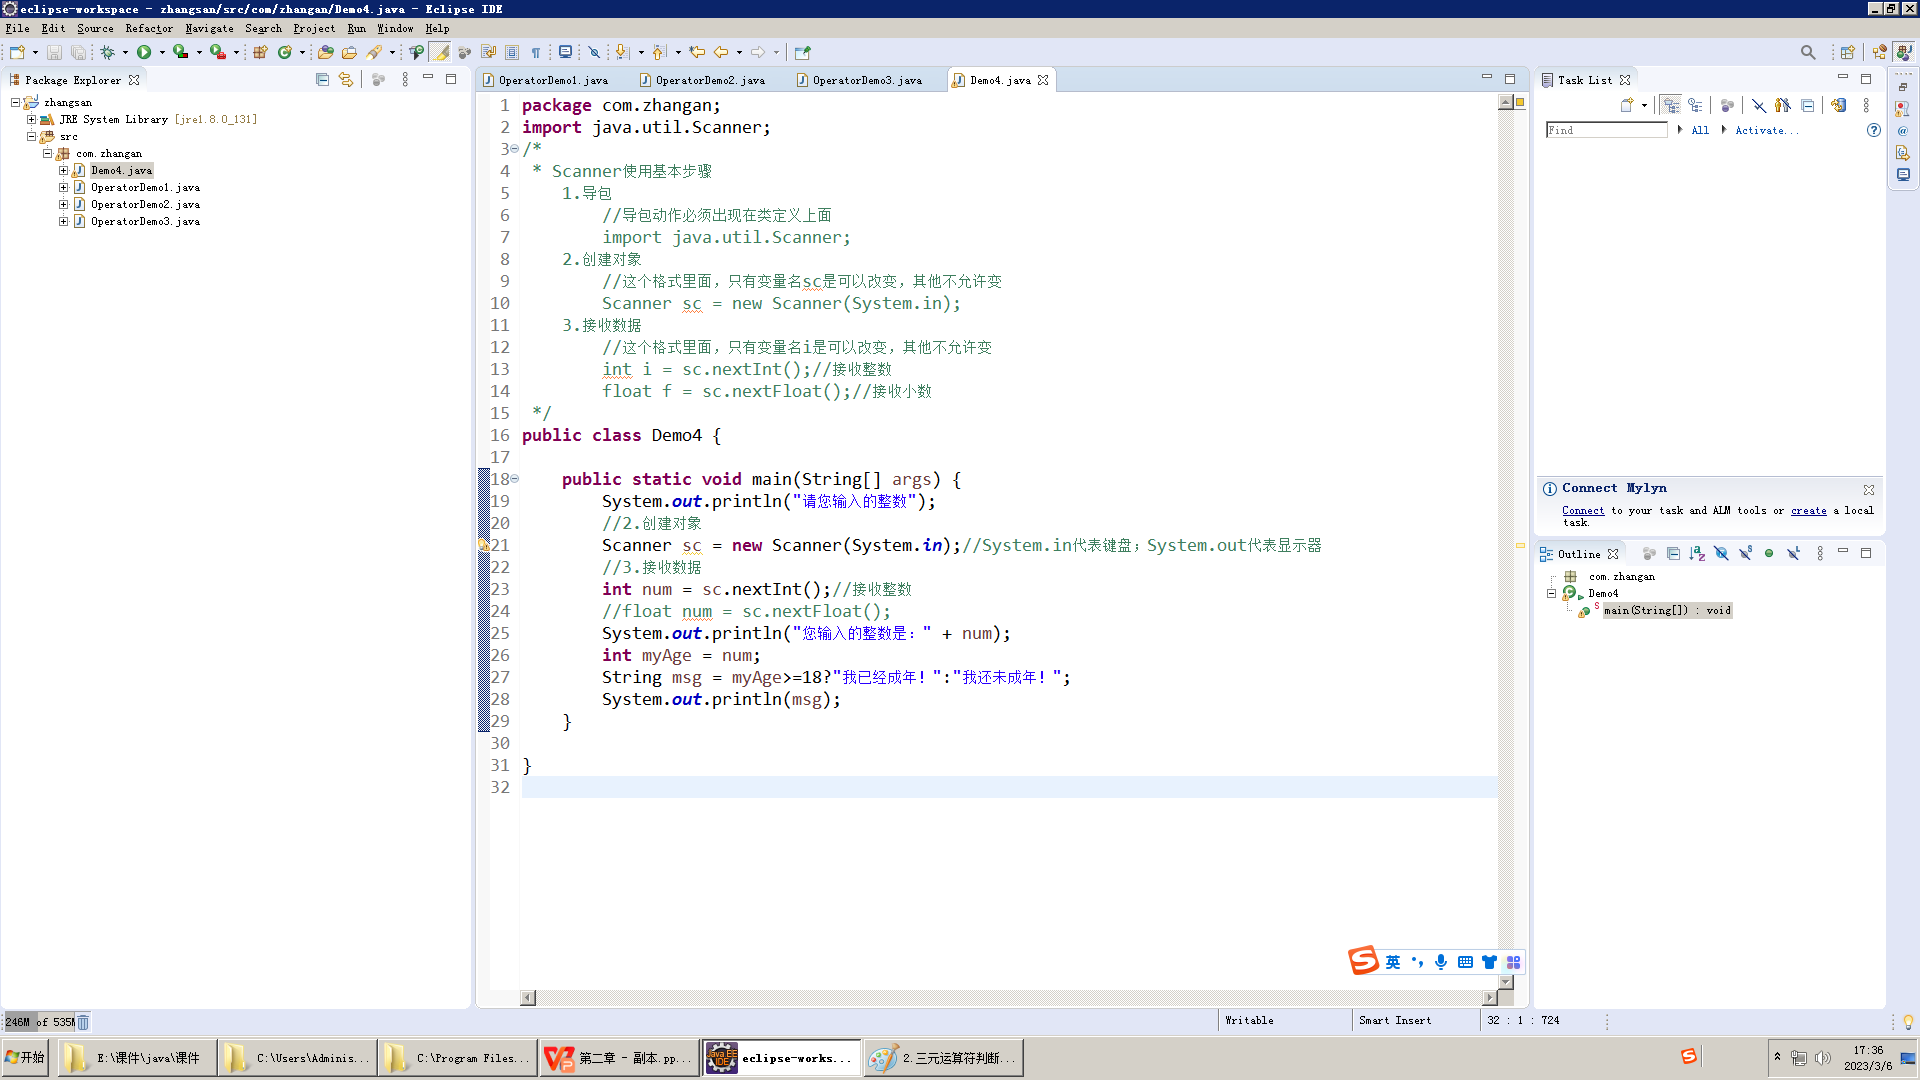 eclipse-workspace - zhangsan/src/com/zhangan/Demo4.java - Eclipse IDE
File Edit Source Refactor Navigate Search Project Run Window Help
Package Explorer
zhangsan
JRE System Library [jre1.8.0_131]
src
com.zhangan
Demo4.java
OperatorDemo1.java
OperatorDemo2.java
OperatorDemo3.java
OperatorDemo1.java OperatorDemo2.java OperatorDemo3.java Demo4.java
1 package com.zhangan;
2 import java.util.Scanner;
3 /*
4 * Scanner使用基本步骤
5 1.导包
6 //导包动作必须出现在类定义上面
7 import java.util.Scanner;
8 2.创建对象
9 //这个格式里面，只有变量名sc是可以改变，其他不允许变
10 Scanner sc = new Scanner(System.in);
11 3.接收数据
12 //这个格式里面，只有变量名i是可以改变，其他不允许变
13 int i = sc.nextInt();//接收整数
14 float f = sc.nextFloat();//接收小数
15 */
16 public class Demo4 {
17
18 public static void main(String[] args) {
19 System.out.println("请您输入的整数");
20 //2.创建对象
21 Scanner sc = new Scanner(System.in);//System.in代表键盘；System.out代表显示器
22 //3.接收数据
23 int num = sc.nextInt();//接收整数
24 //float num = sc.nextFloat();
25 System.out.println("您输入的整数是：" + num);
26 int myAge = num;
27 String msg = myAge>=18?"我已经成年！":"我还未成年！";
28 System.out.println(msg);
29 }
30
31 }
32
Task List
Find All Activate...
Connect Mylyn
Connect to your task and ALM tools or create a local
task.
Outline
com.zhangan
Demo4
main(String[]) : void
英
246M of 535M
Writable Smart Insert 32 : 1 : 724
开始 E:\课件\java\课件 C:\Users\Adminis... C:\Program Files... 第二章 - 副本.pp... eclipse-works... 2.三元运算符判断...
17:36
2023/3/6